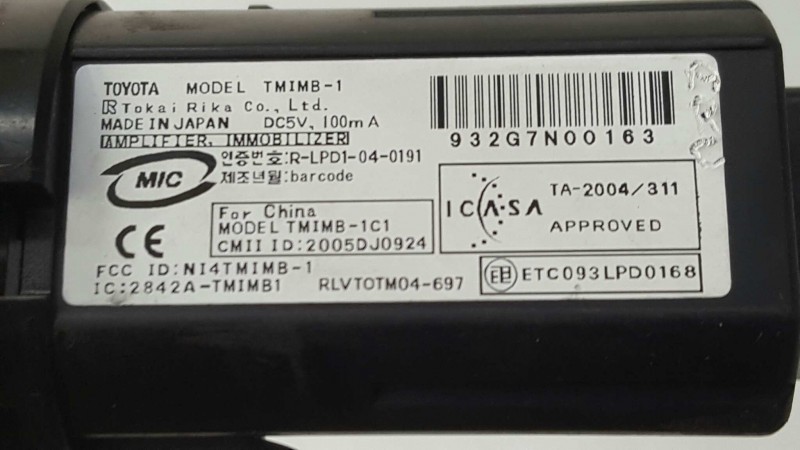 TOYOTA MODEL TMIMB-1
Tokai Rika Co., Ltd.
MADE IN JAPAN DC5V, 100mA
AMPLIFIER, IMMOBILIZER
932G7N00163
MIC
인증번호:R-LPD1-04-0191
제조년월:barcode
ICASA
TA-2004/311
APPROVED
For China
MODEL TMIMB-1C1
CMII ID:2005DJ0924
CE
FCC ID:NI4TMIMB-1
IC:2842A-TMIMB1
RLVTOTM04-697
ETC093LPD0168